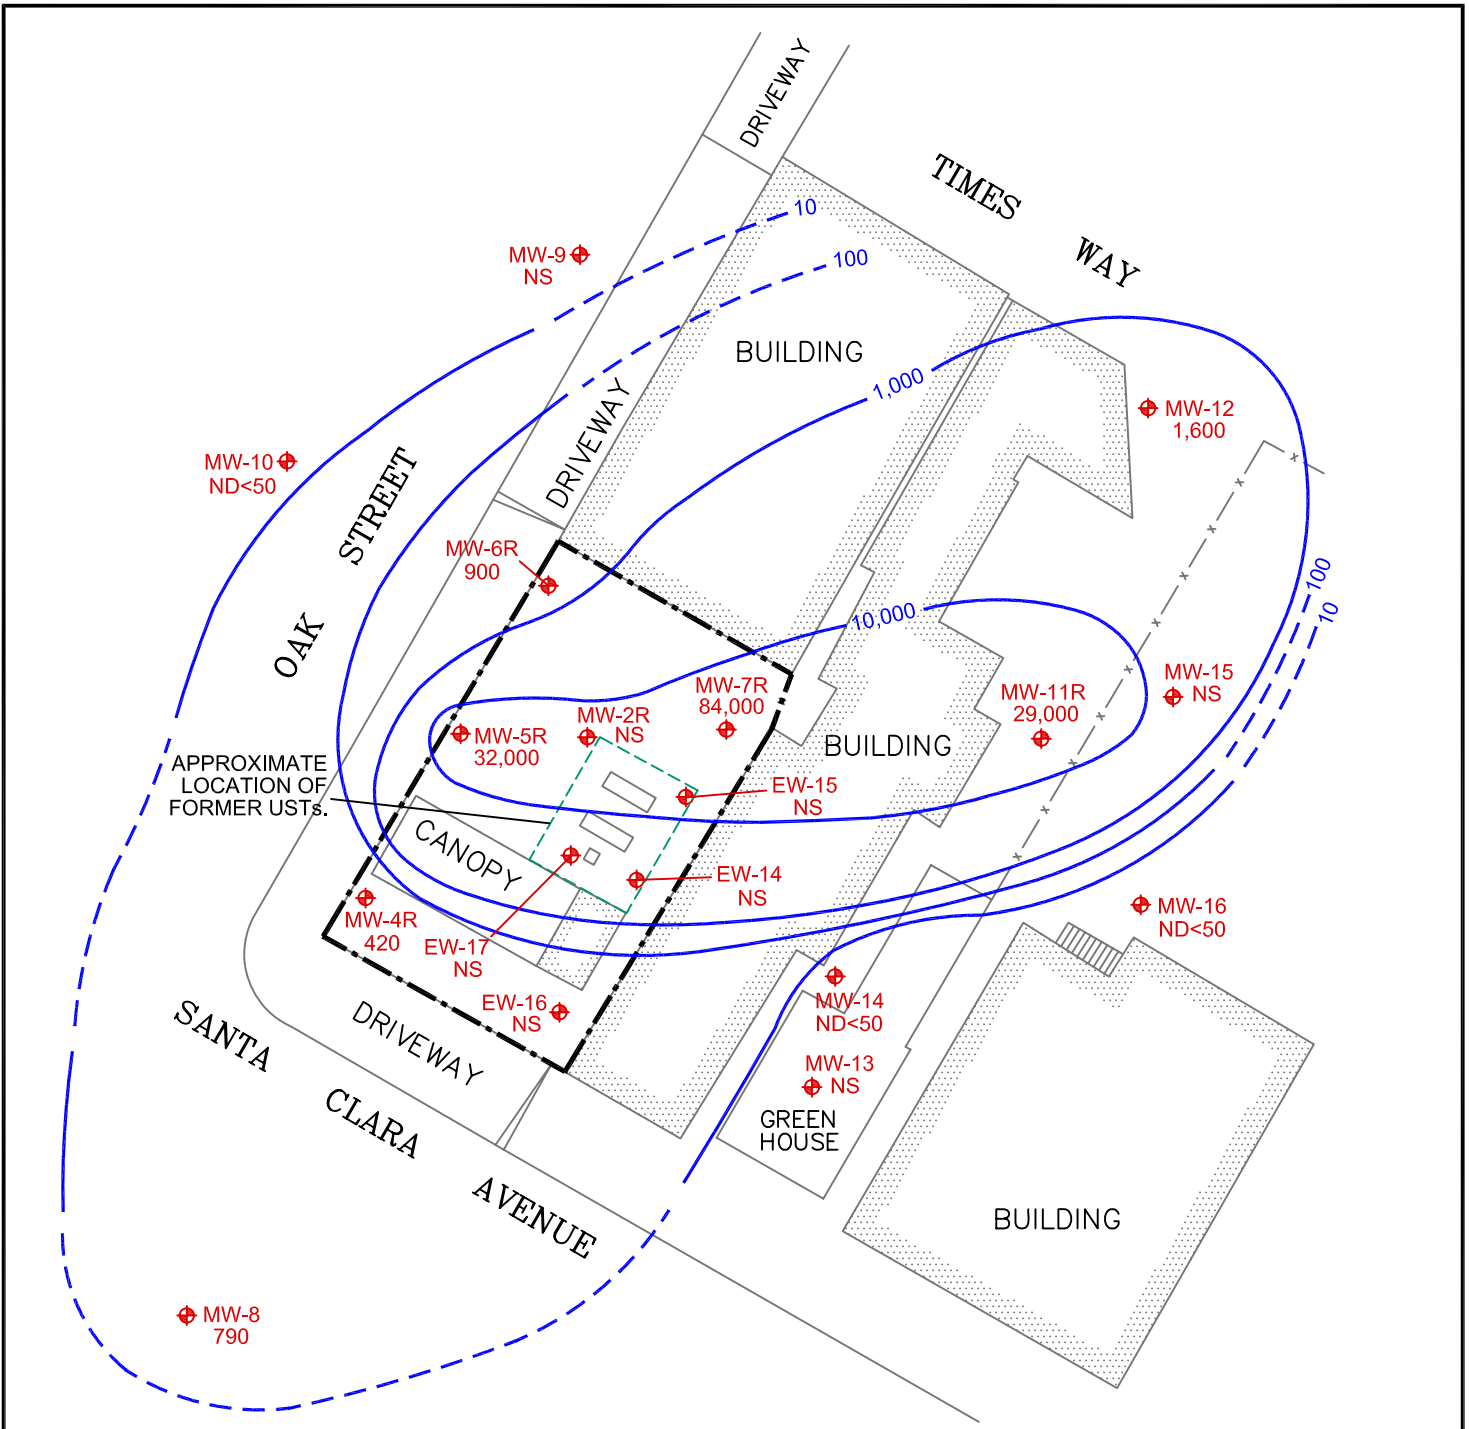 DRIVEWAY
TIMES
WAY
10
100
MW-9
NS
BUILDING
1,000
MW-12
1,600
MW-10
ND<50
OAK STREET
DRIVEWAY
MW-6R
900
100
10
10,000
MW-15
NS
MW-7R
84,000
MW-11R
29,000
MW-2R
NS
MW-5R
32,000
BUILDING
APPROXIMATE
LOCATION OF
FORMER USTs.
EW-15
NS
CANOPY
EW-14
NS
MW-4R
420
EW-17
NS
MW-16
ND<50
EW-16
NS
MW-14
ND<50
DRIVEWAY
MW-13
NS
GREEN
HOUSE
SANTA CLARA AVENUE
BUILDING
MW-8
790